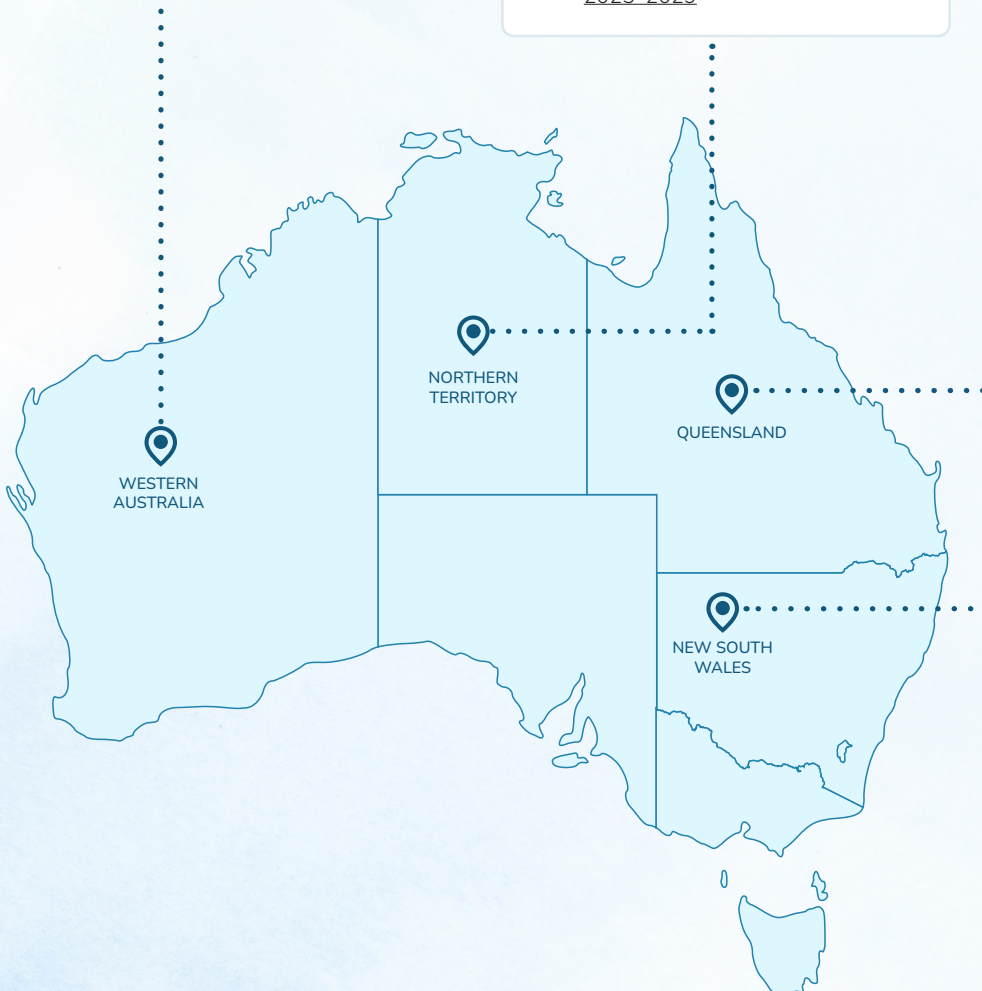 NORTHERN
TERRITORY
QUEENSLAND
WESTERN
AUSTRALIA
NEW SOUTH
WALES